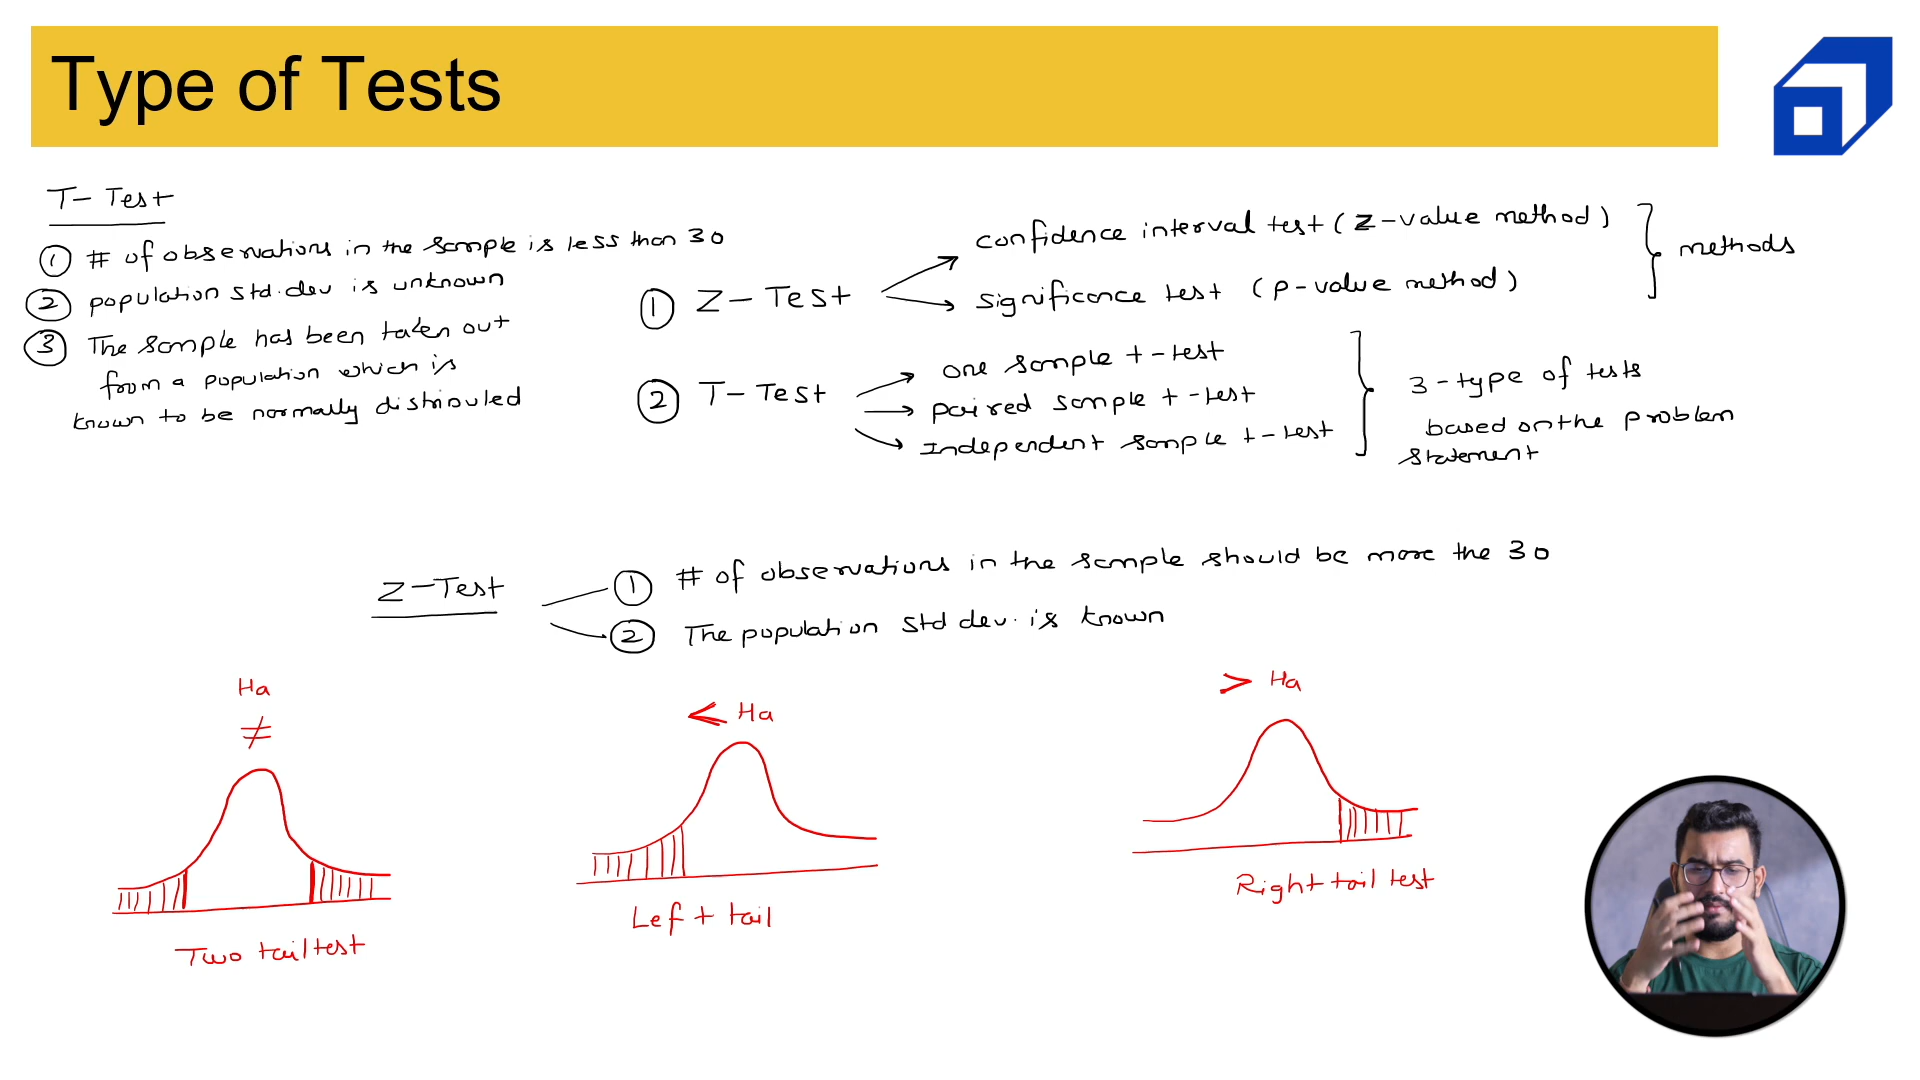 Type of Tests
T- Test
① # of observations in the sample is less than 30
② population std. dev is unknown
③ The sample has been taken out
from a population which is
known to be normally distributed
① Z- Test
confidence interval test (Z-value method)
significance test (p-value method)
methods
② T- Test
one sample t-test
paired sample t-test
Independent sample t-test
3-type of tests
based on the problem
statement
Z-Test
① # of observations in the sample should be more the 30
② The population std dev. is known
Ha
≠
Two tail test
< Ha
Left tail
> Ha
Right tail test